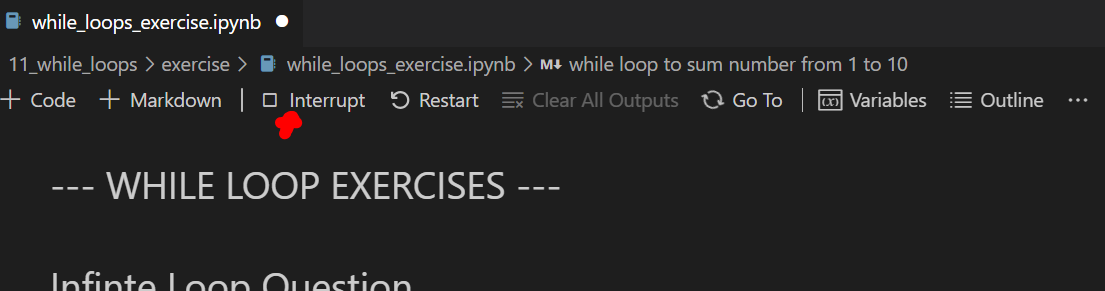 while_loops_exercise.ipynb
11_while_loops > exercise > while_loops_exercise.ipynb > M↓ while loop to sum number from 1 to 10
+ Code + Markdown | Interrupt Restart Clear All Outputs Go To | (x) Variables Outline ...
--- WHILE LOOP EXERCISES ---
Infinte Loop Question